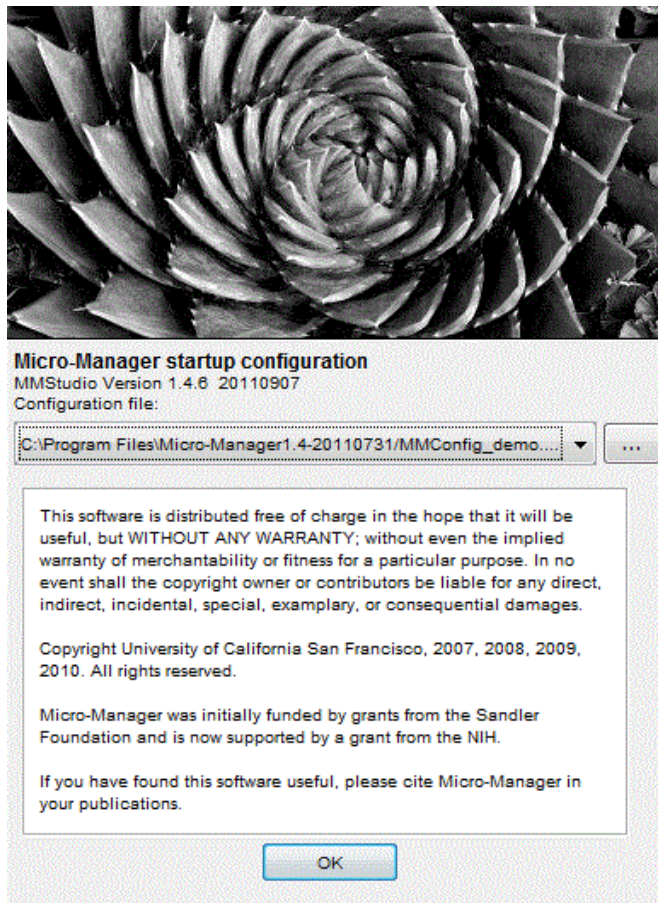 Micro-Manager startup configuration
MMStudio Version 1.4.6 20110907
Configuration file:
C:\Program Files\Micro-Manager1.4-20110731/MMConfig_demo....
...
This software is distributed free of charge in the hope that it will be
useful, but WITHOUT ANY WARRANTY; without even the implied
warranty of merchantability or fitness for a particular purpose. In no
event shall the copyright owner or contributors be liable for any direct,
indirect, incidental, special, examplary, or consequential damages.
Copyright University of California San Francisco, 2007, 2008, 2009,
2010. All rights reserved.
Micro-Manager was initially funded by grants from the Sandler
Foundation and is now supported by a grant from the NIH.
If you have found this software useful, please cite Micro-Manager in
your publications.
OK